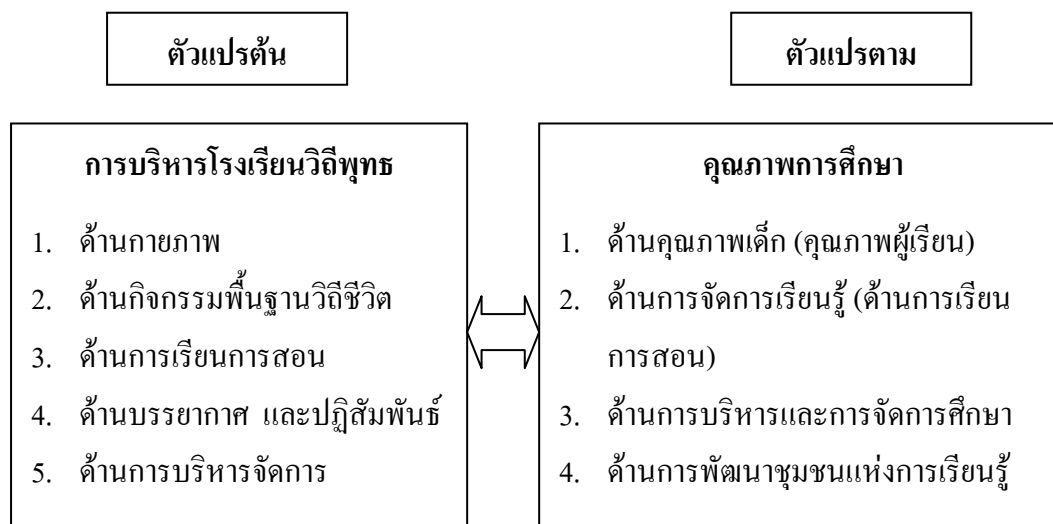 ตัวแปรต้น
ตัวแปรตาม
การบริหารโรงเรียนวิถีพุทธ
1. ด้านกายภาพ
2. ด้านกิจกรรมพื้นฐานวิถีชีวิต
3. ด้านการเรียนการสอน
4. ด้านบรรยากาศ และปฏิสัมพันธ์
5. ด้านการบริหารจัดการ
คุณภาพการศึกษา
1. ด้านคุณภาพเด็ก (คุณภาพผู้เรียน)
2. ด้านการจัดการเรียนรู้ (ด้านการเรียน
การสอน)
3. ด้านการบริหารและการจัดการศึกษา
4. ด้านการพัฒนาชุมชนแห่งการเรียนรู้